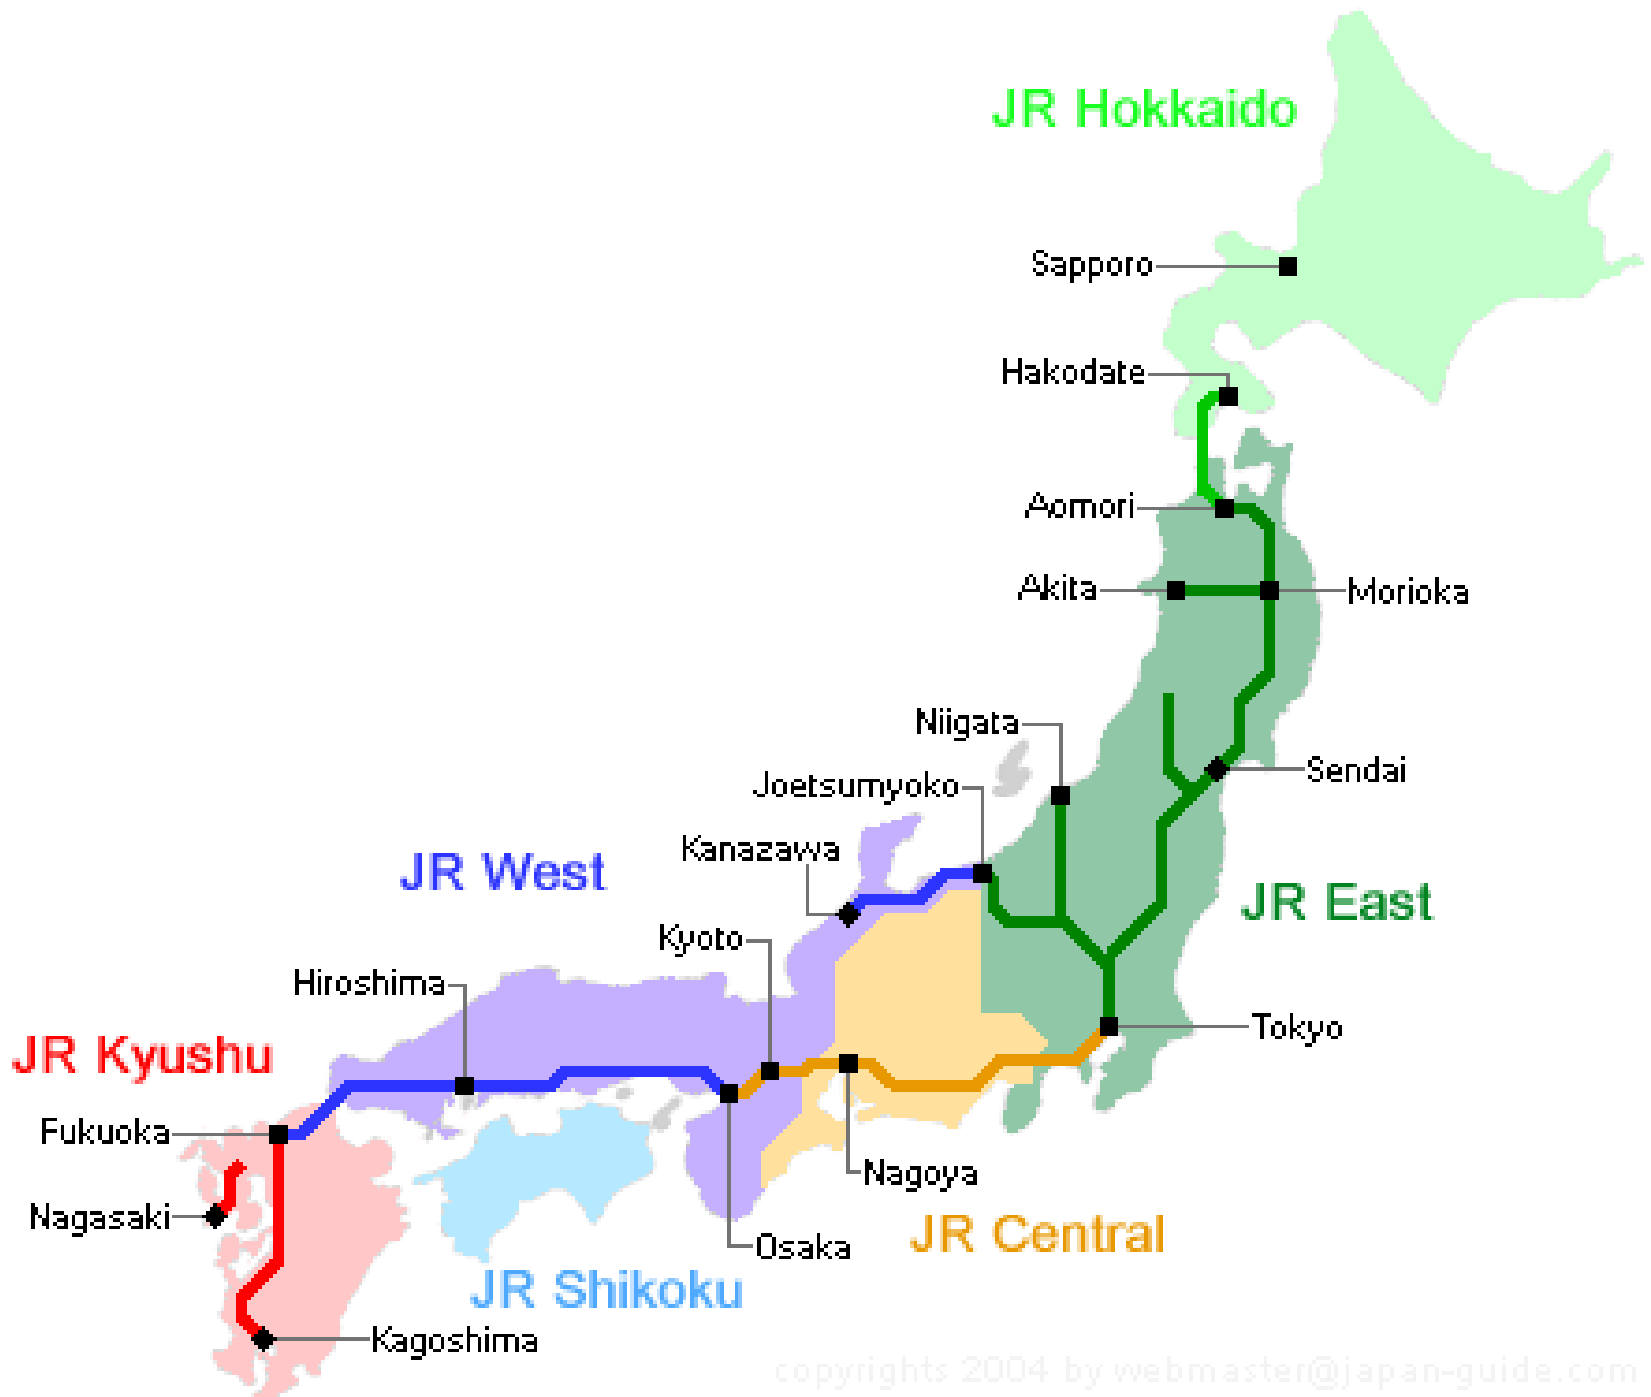 JR Hokkaido
Sapporo
Hakodate
Aomori
Akita
Morioka
Niigata
Sendai
Joetsumyoko
Kanazawa
JR West
JR East
Kyoto
Hiroshima
Tokyo
JR Kyushu
Fukuoka
Nagoya
Nagasaki
JR Central
Osaka
JR Shikoku
Kagoshima
copyrights 2004 by webmaster@japan-guide.com